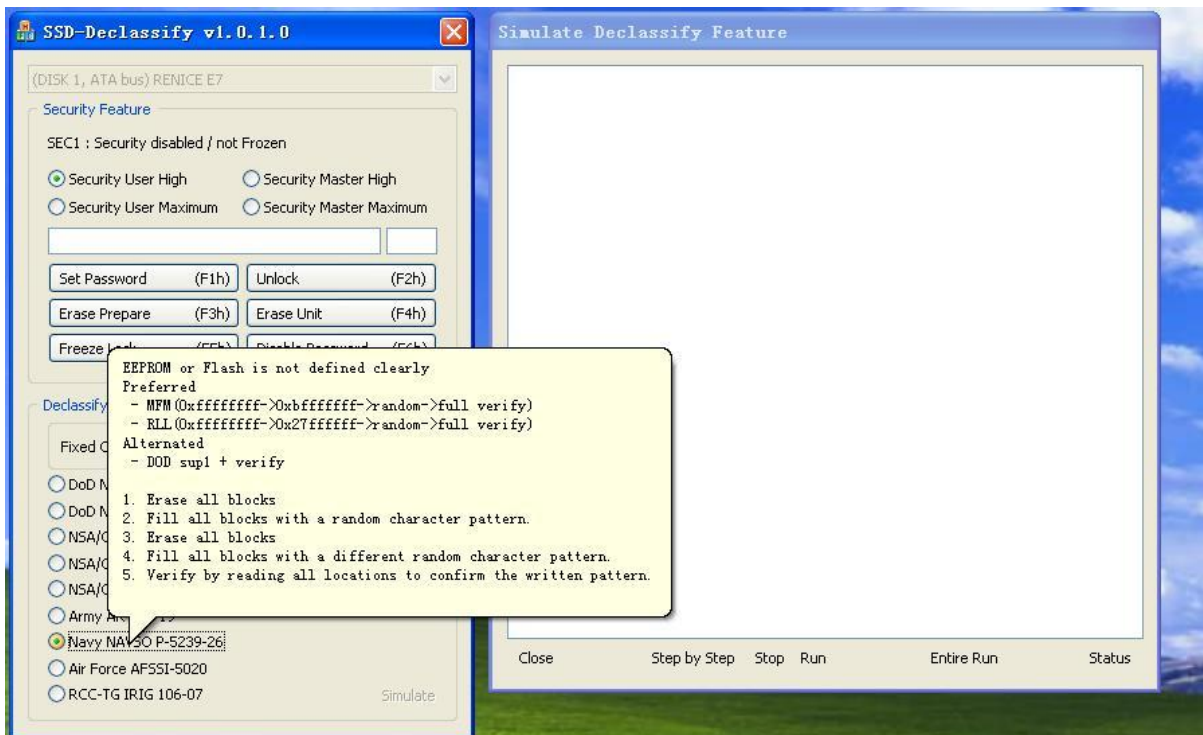 SSD-Declassify v1.0.1.0
(DISK 1, ATA bus) RENICE E7
Security Feature
SEC1 : Security disabled / not Frozen
Security User High
Security Master High
Security User Maximum
Security Master Maximum
Set Password (F1h)
Unlock (F2h)
Erase Prepare (F3h)
Erase Unit (F4h)
Freeze
Declassify
Fixed
DoD
DoD
Army
Navy NAVSO P-5239-26
Air Force AFSSI-5020
RCC-TG IRIG 106-07
Simulate
EEPROM or Flash is not defined clearly
Preferred
- MFM(0xffffffff->0xbfffffff->random->full verify)
- RLL(0xffffffff->0x27ffffff->random->full verify)
Alternated
- DOD sup1 + verify
1. Erase all blocks
2. Fill all blocks with a random character pattern.
3. Erase all blocks
4. Fill all blocks with a different random character pattern.
5. Verify by reading all locations to confirm the written pattern.
Simulate Declassify Feature
Close Step by Step Stop Run Entire Run Status